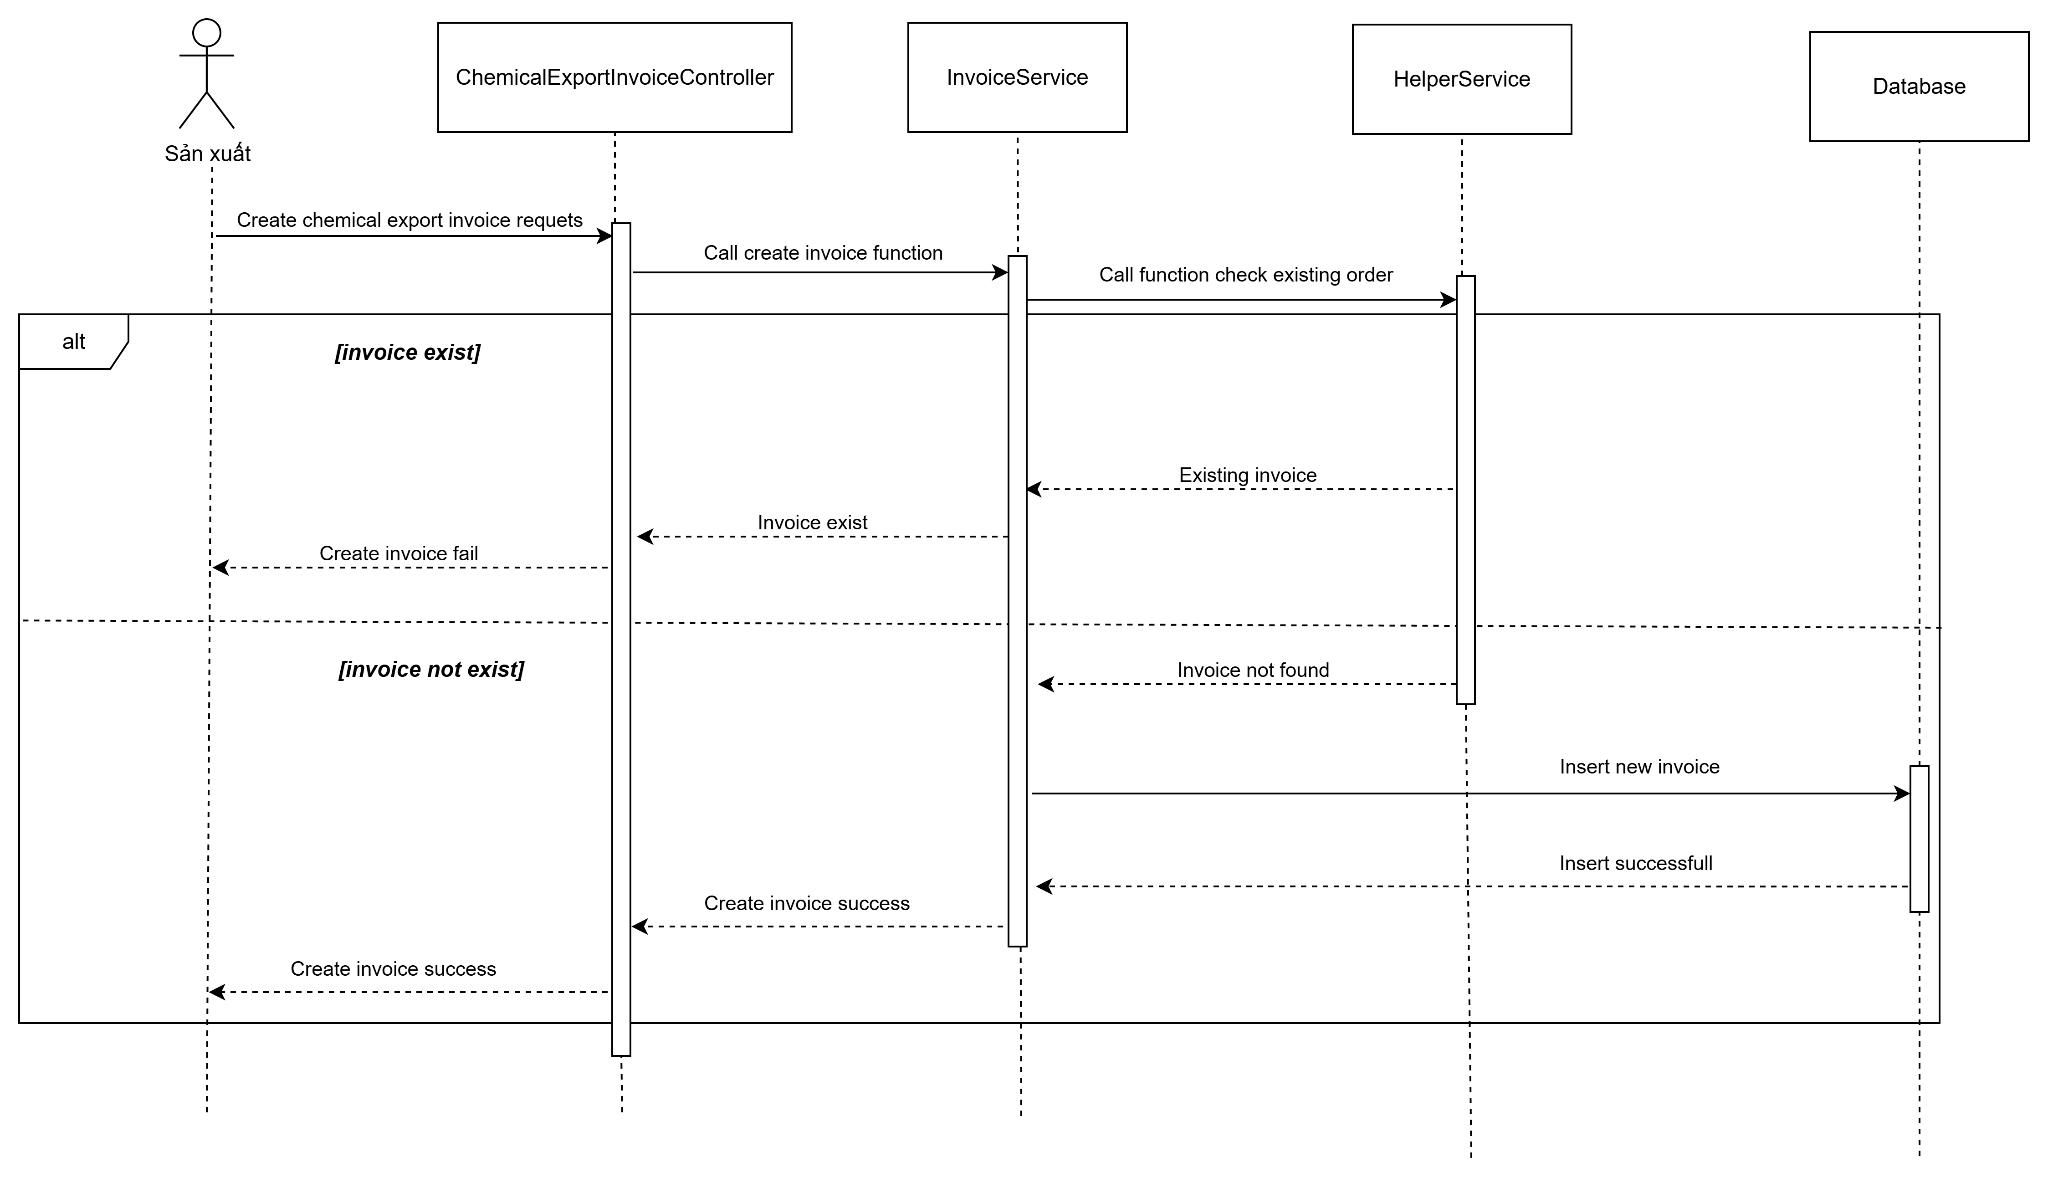 Sản xuất
ChemicalExportInvoiceController
InvoiceService
HelperService
Database
Create chemical export invoice requets
Call create invoice function
Call function check existing order
alt
[invoice exist]
Existing invoice
Invoice exist
Create invoice fail
[invoice not exist]
Invoice not found
Insert new invoice
Insert successfull
Create invoice success
Create invoice success